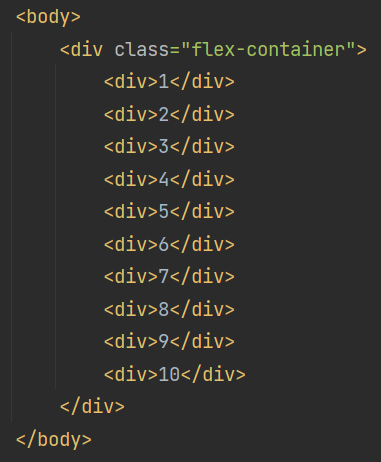 <body>
<div class="flex-container">
<div>1</div>
<div>2</div>
<div>3</div>
<div>4</div>
<div>5</div>
<div>6</div>
<div>7</div>
<div>8</div>
<div>9</div>
<div>10</div>
</div>
</body>